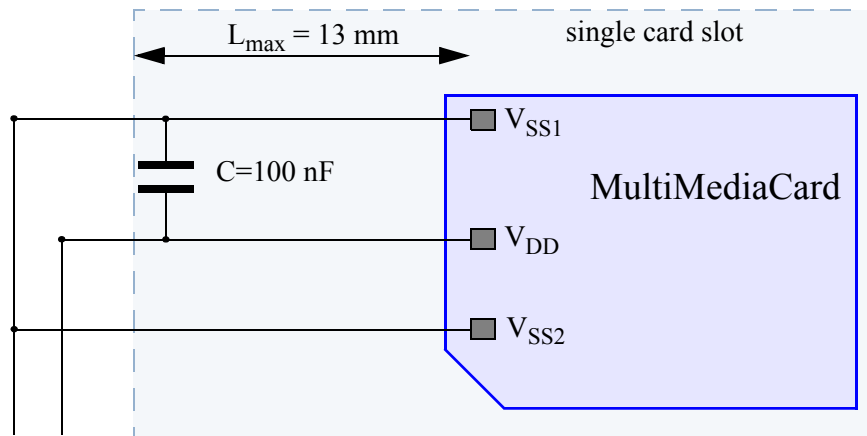 L_max = 13 mm
single card slot
V_SS1
C=100 nF
MultiMediaCard
V_DD
V_SS2